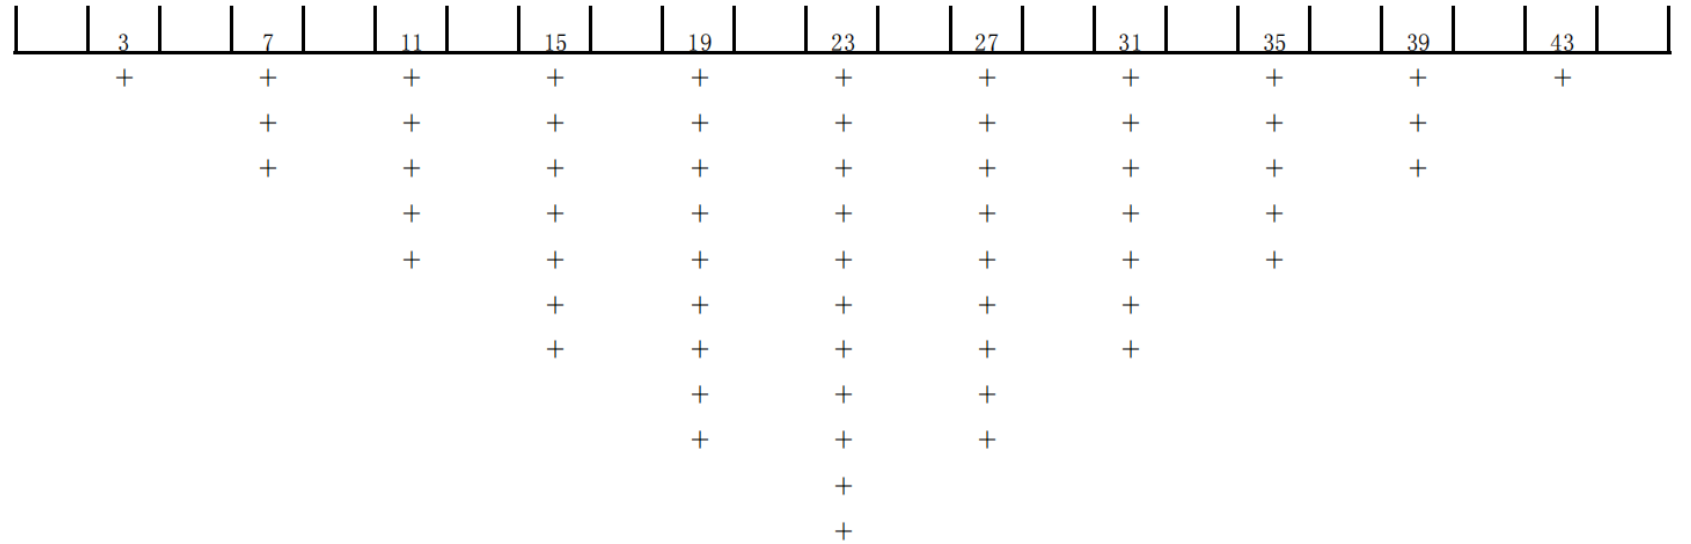 3 7 11 15 19 23 27 31 35 39 43
+ + + + + + + + + + +
+ + + + + + + + +
+ + + + + + + + +
+ + + + + + +
+ + + + + + +
+ + + + +
+ + + + +
+ + +
+ + +
+
+